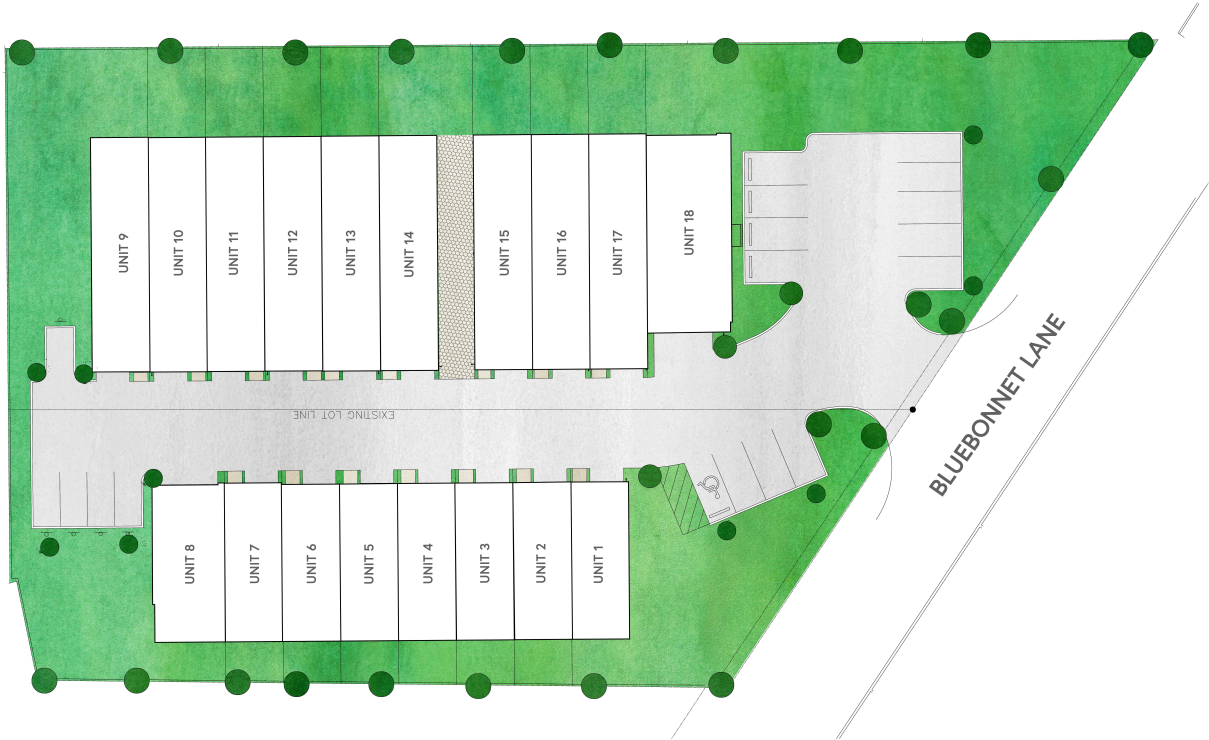 UNIT 9
UNIT 10
UNIT 11
UNIT 12
UNIT 13
UNIT 14
UNIT 15
UNIT 16
UNIT 17
UNIT 18
EXISTING LOT LINE
BLUEBONNET LANE
UNIT 8
UNIT 7
UNIT 6
UNIT 5
UNIT 4
UNIT 3
UNIT 2
UNIT 1